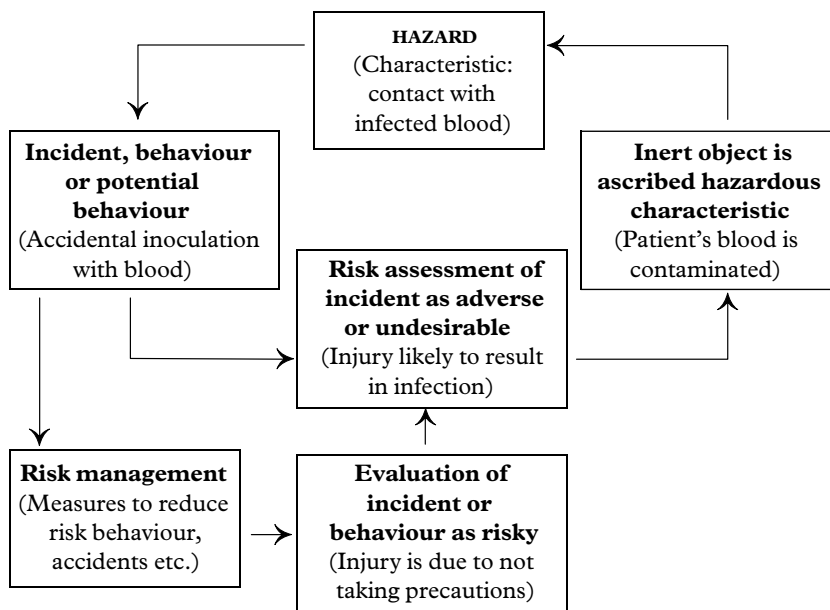 HAZARD
(Characteristic:
contact with
infected blood)
Incident, behaviour
or potential
behaviour
(Accidental inoculation
with blood)
Inert object is
ascribed hazardous
characteristic
(Patient’s blood is
contaminated)
Risk assessment of
incident as adverse
or undesirable
(Injury likely to result
in infection)
Risk management
(Measures to reduce
risk behaviour,
accidents etc.)
Evaluation of
incident or
behaviour as risky
(Injury is due to not
taking precautions)